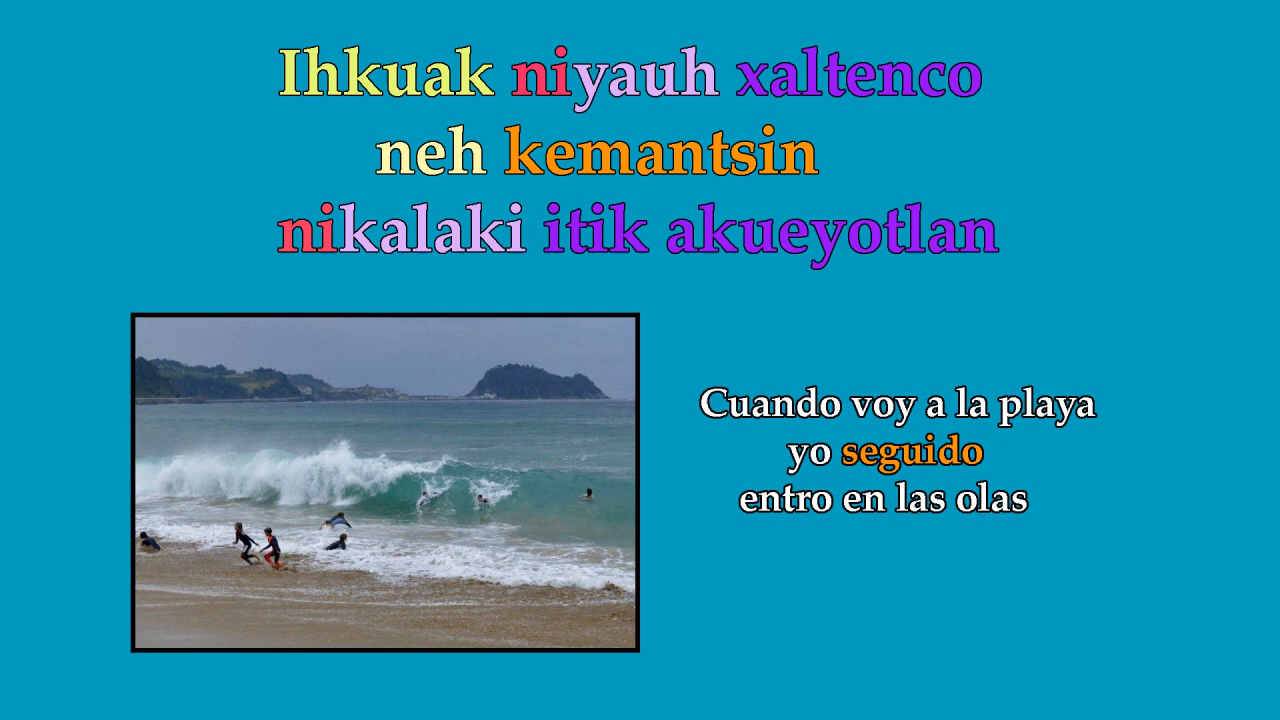 Ihkuak niyauh xaltenco
neh kemantsin
nikalaki itik akueyotlan
Cuando voy a la playa
yo seguido
entro en las olas